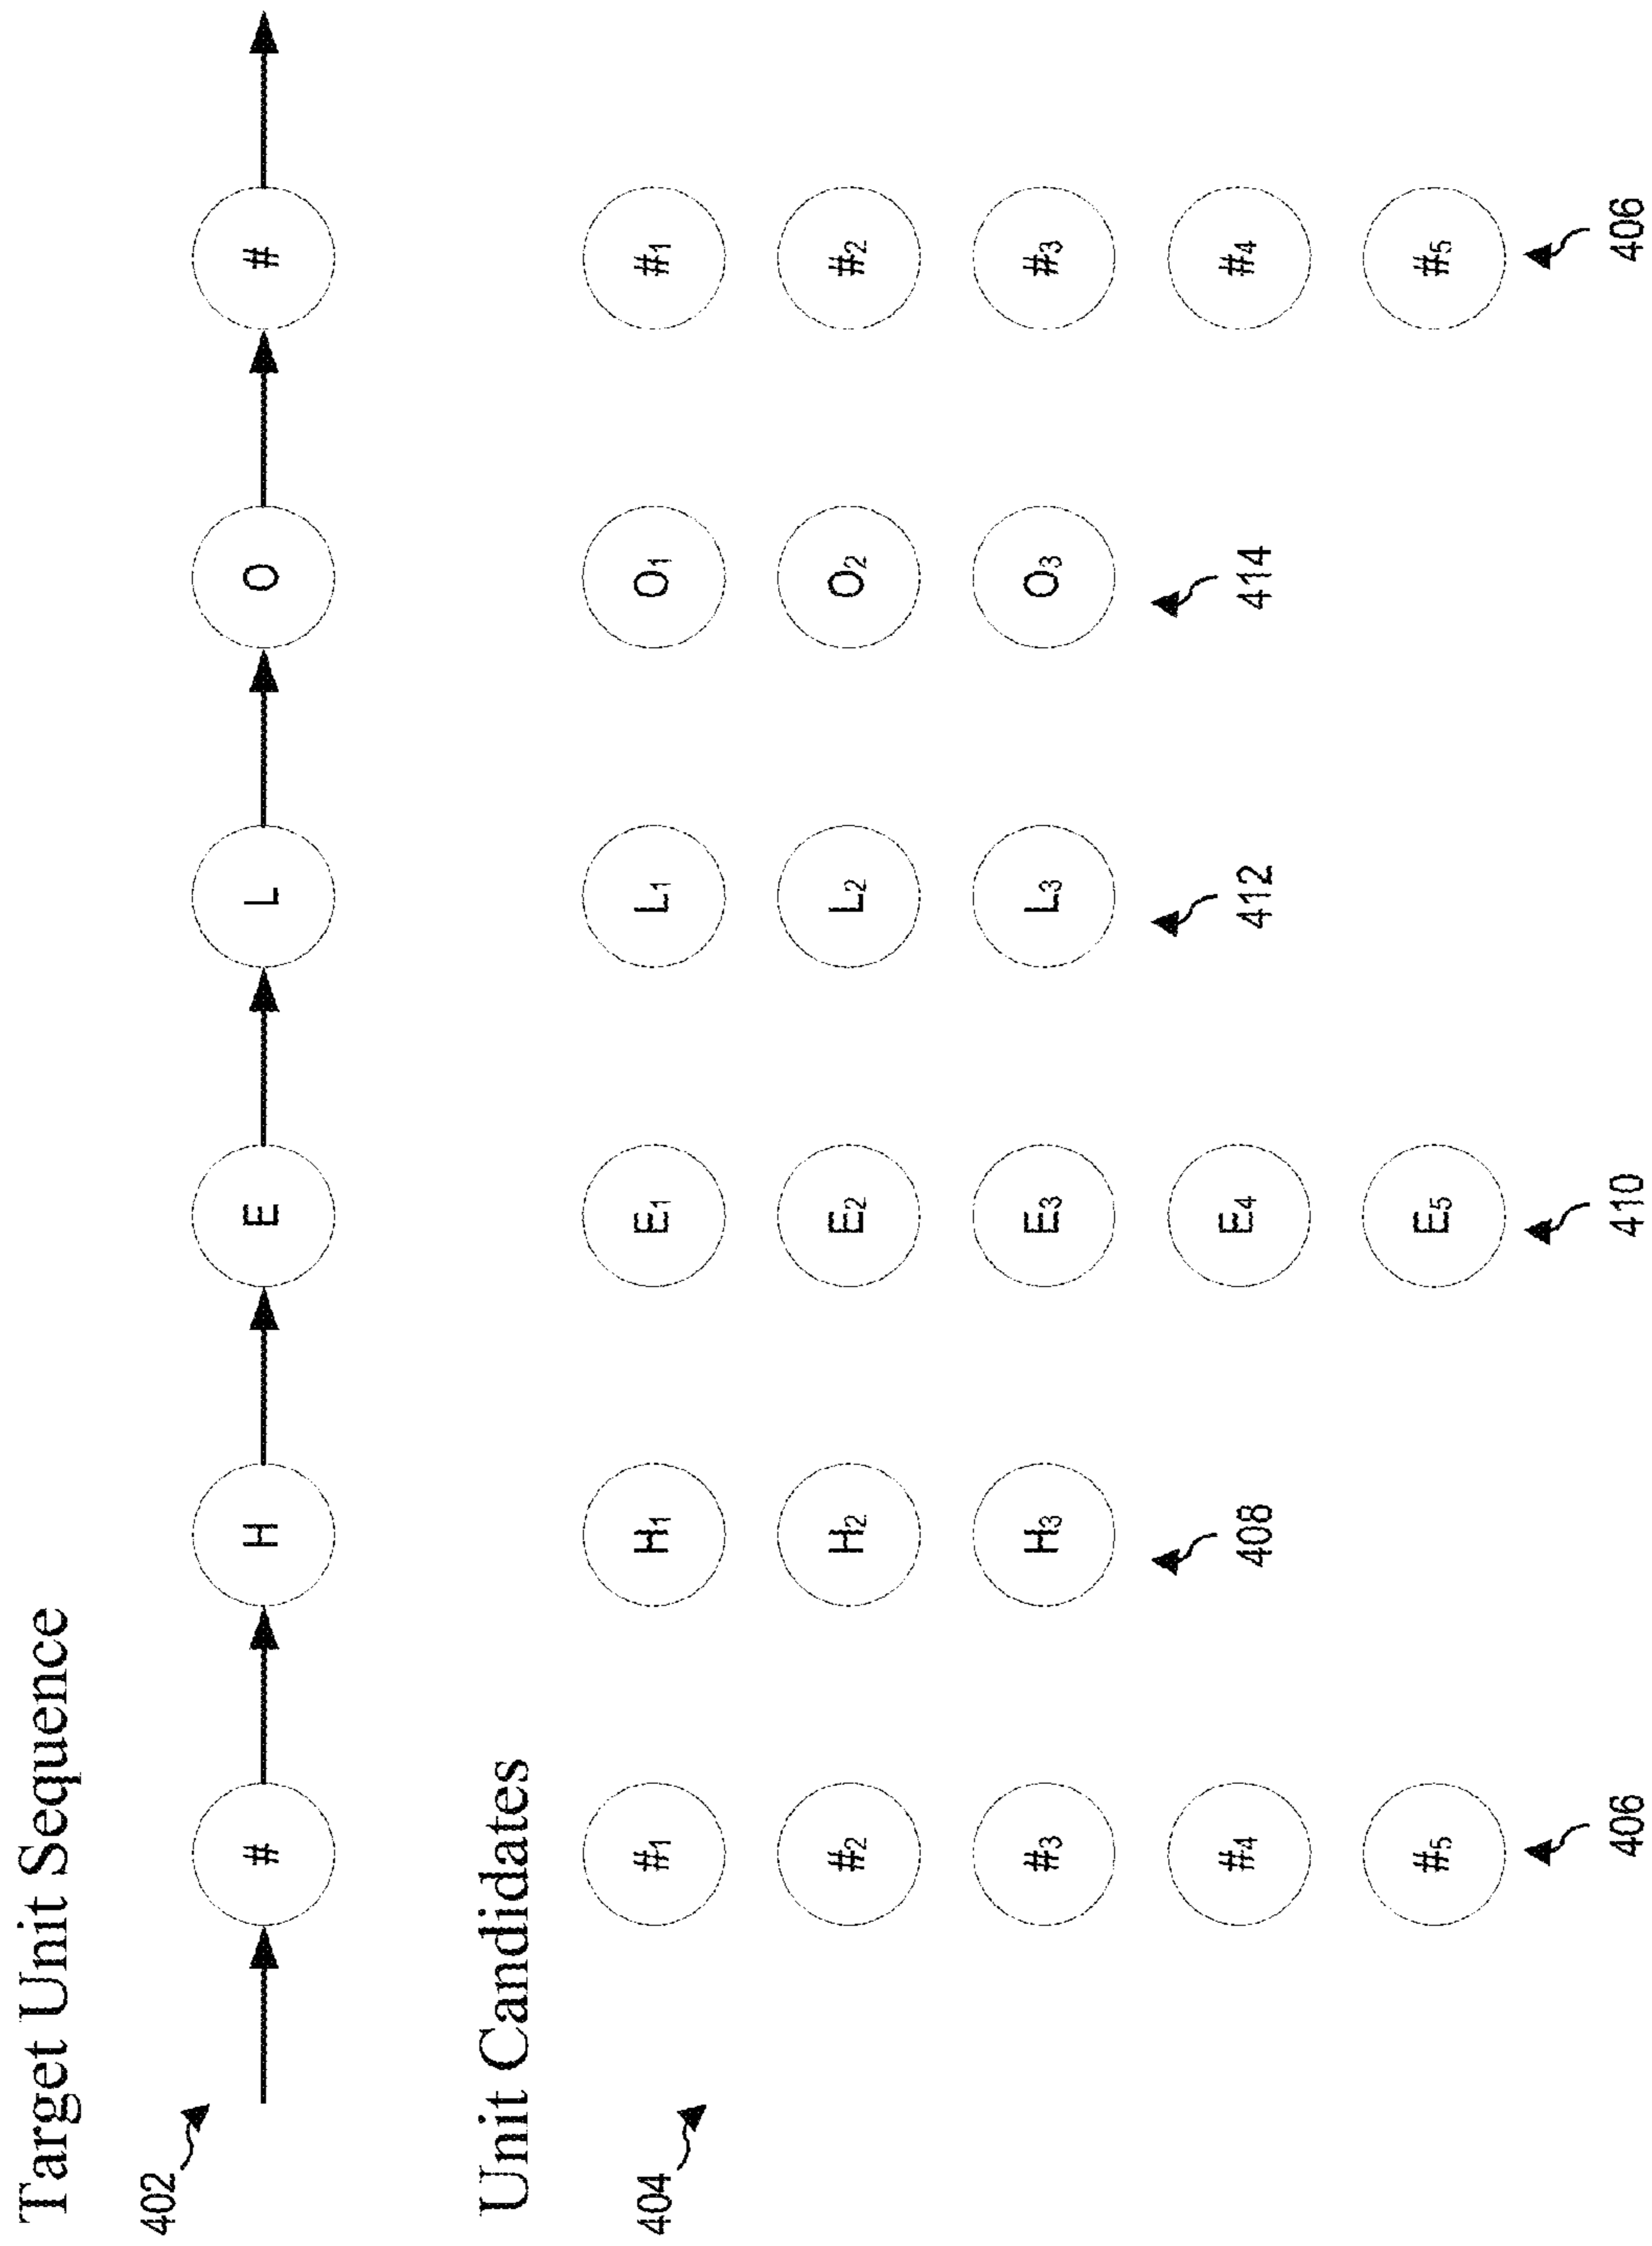 Target Unit Sequence
402
# H E L O #
Unit Candidates
404
#1 H1 E1 L1 O1 #1
#2 H2 E2 L2 O2 #2
#3 H3 E3 L3 O3 #3
#4 E4 #4
#5 E5 #5
408 412 414
406 410 406